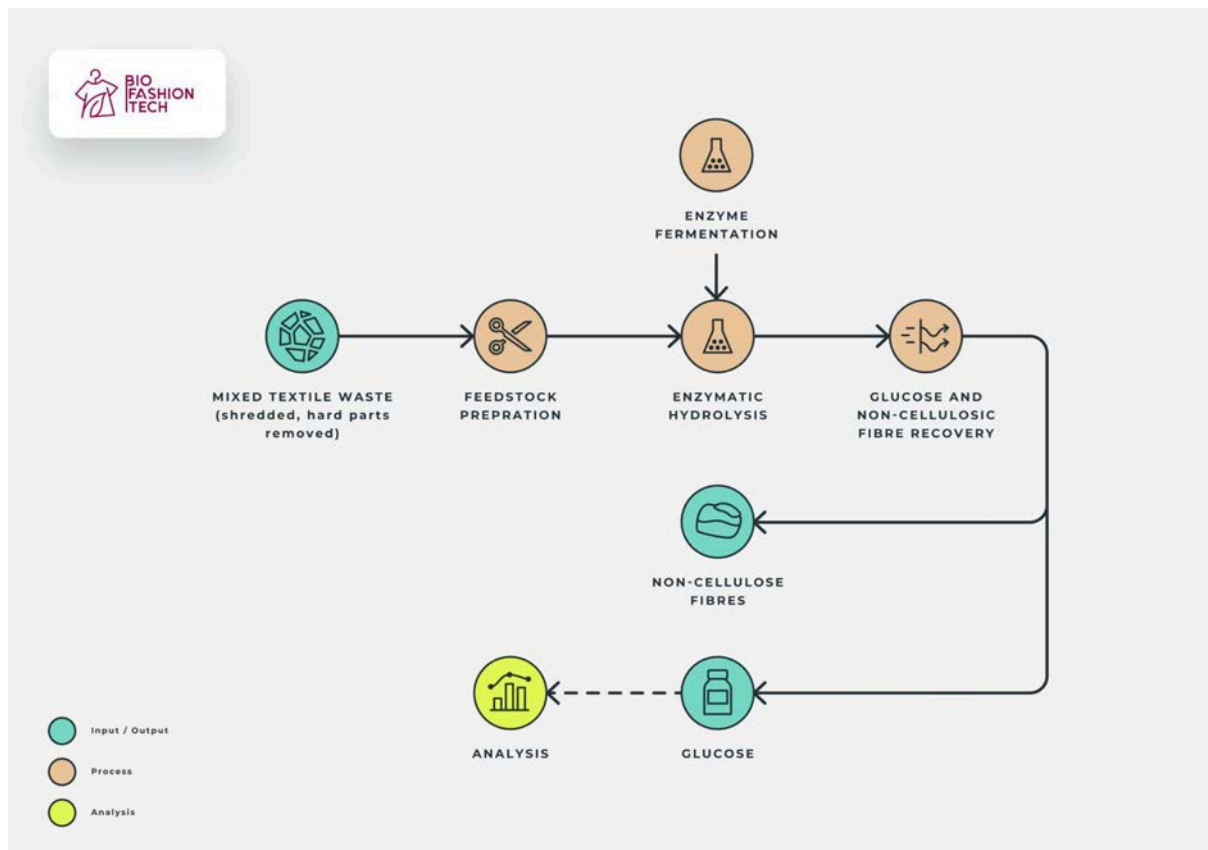 BIO
FASHION
TECH
ENZYME
FERMENTATION
MIXED TEXTILE WASTE
(shredded, hard parts
removed)
FEEDSTOCK
PREPRATION
ENZYMATIC
HYDROLYSIS
GLUCOSE AND
NON-CELLULOSIC
FIBRE RECOVERY
NON-CELLULOSE
FIBRES
ANALYSIS
GLUCOSE
Input / Output
Process
Analysis